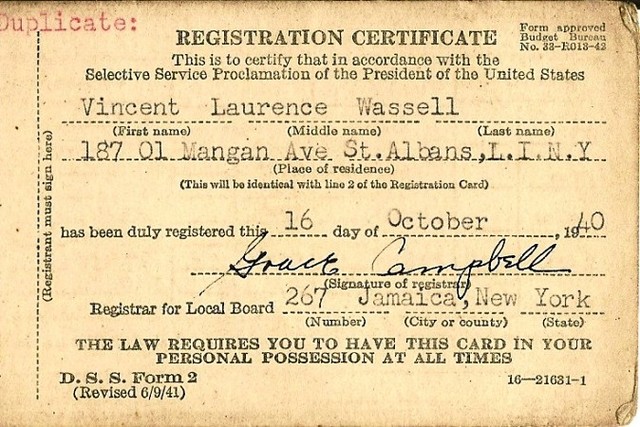 Duplicate:
REGISTRATION CERTIFICATE
Form approved
Budget Bureau
No. 33-R013-42
This is to certify that in accordance with the
Selective Service Proclamation of the President of the United States
Vincent Laurence Wassell
(First name) (Middle name) (Last name)
187 01 Mangan Ave St.Albans,L.I.N.Y
(Place of residence)
(This will be identical with line 2 of the Registration Card)
has been duly registered this 16 day of October , 1940
Grace Campbell
(Signature of registrar)
Registrar for Local Board 267 Jamaica,New York
(Number) (City or county) (State)
THE LAW REQUIRES YOU TO HAVE THIS CARD IN YOUR
PERSONAL POSSESSION AT ALL TIMES
D. S. S. Form 2
(Revised 6/9/41)
16—21631-1
(Registrant must sign here)